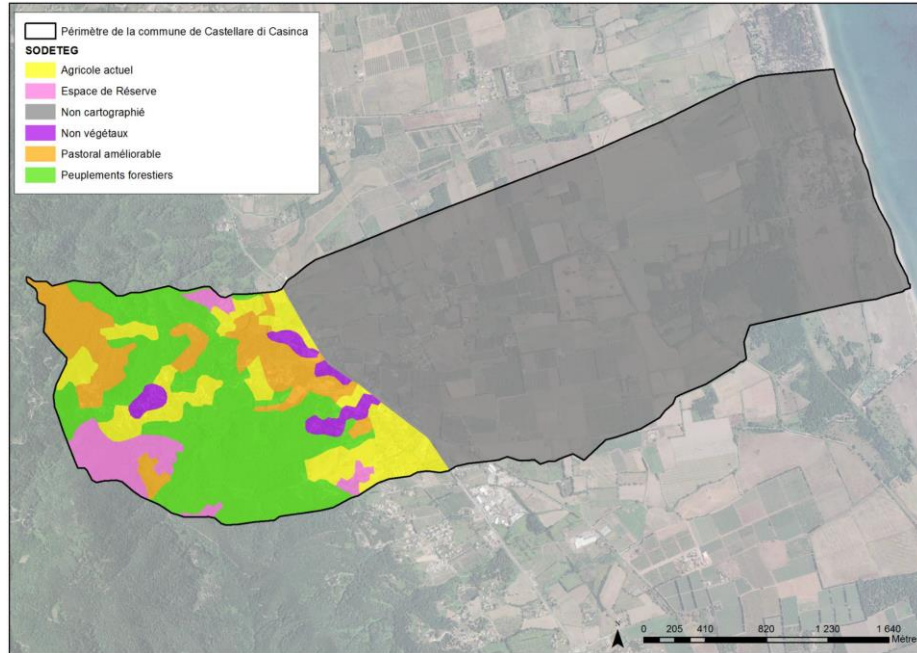 Périmètre de la commune de Castellare di Casinca
SODETEG
Agricole actuel
Espace de Réserve
Non cartographié
Non végétaux
Pastoral améliorable
Peuplements forestiers
N
0 205 410 820 1 230 1 640
Mètre